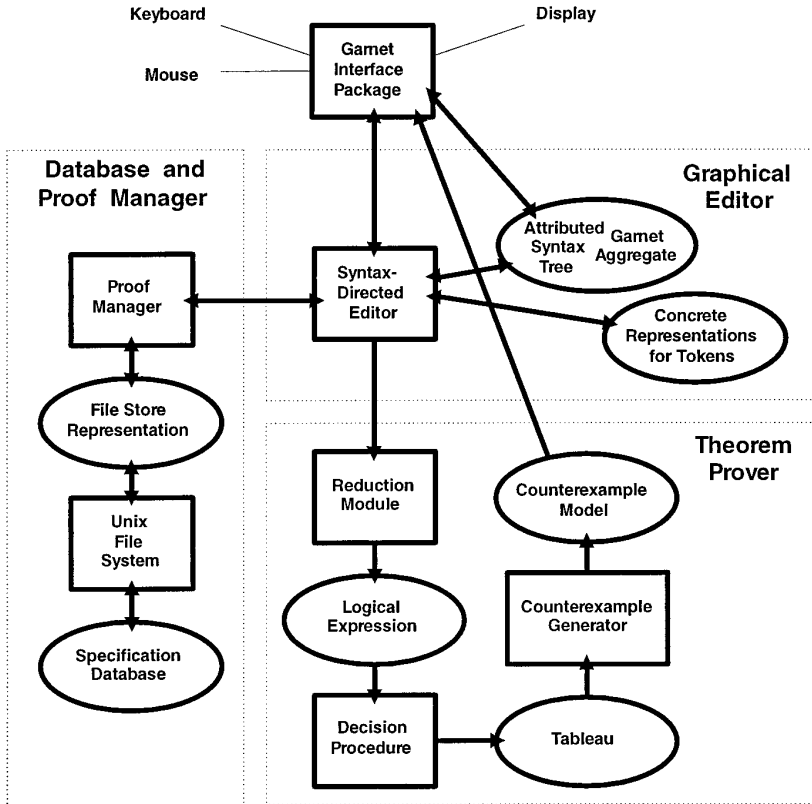 Keyboard
Display
Mouse
Garnet
Interface
Package
Database and
Proof Manager
Graphical
Editor
Attributed
Syntax
Tree
Garnet
Aggregate
Proof
Manager
Syntax-
Directed
Editor
Concrete
Representations
for Tokens
File Store
Representation
Theorem
Prover
Reduction
Module
Counterexample
Model
Unix
File
System
Logical
Expression
Counterexample
Generator
Specification
Database
Decision
Procedure
Tableau